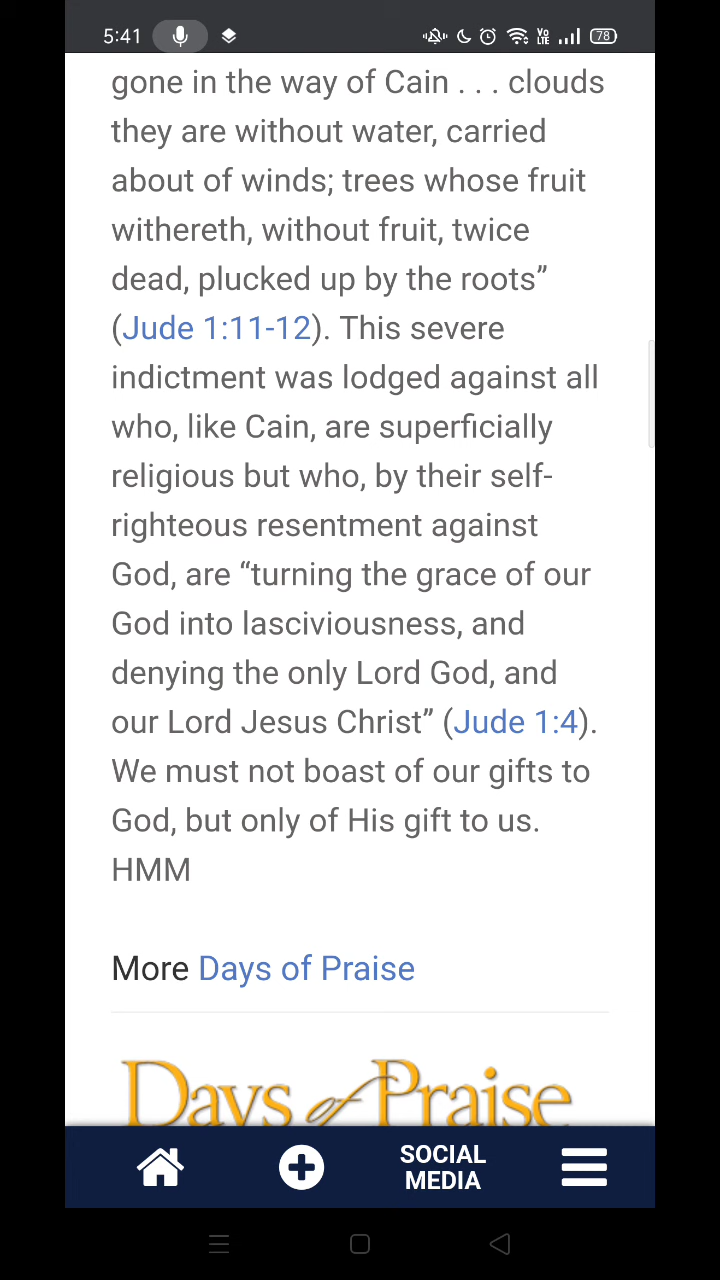 5:41 Vo LTE 78
gone in the way of Cain . . . clouds
they are without water, carried
about of winds; trees whose fruit
withereth, without fruit, twice
dead, plucked up by the roots”
(Jude 1:11-12). This severe
indictment was lodged against all
who, like Cain, are superficially
religious but who, by their self-
righteous resentment against
God, are “turning the grace of our
God into lasciviousness, and
denying the only Lord God, and
our Lord Jesus Christ” (Jude 1:4).
We must not boast of our gifts to
God, but only of His gift to us.
HMM
More Days of Praise
Days of Praise
SOCIAL
MEDIA